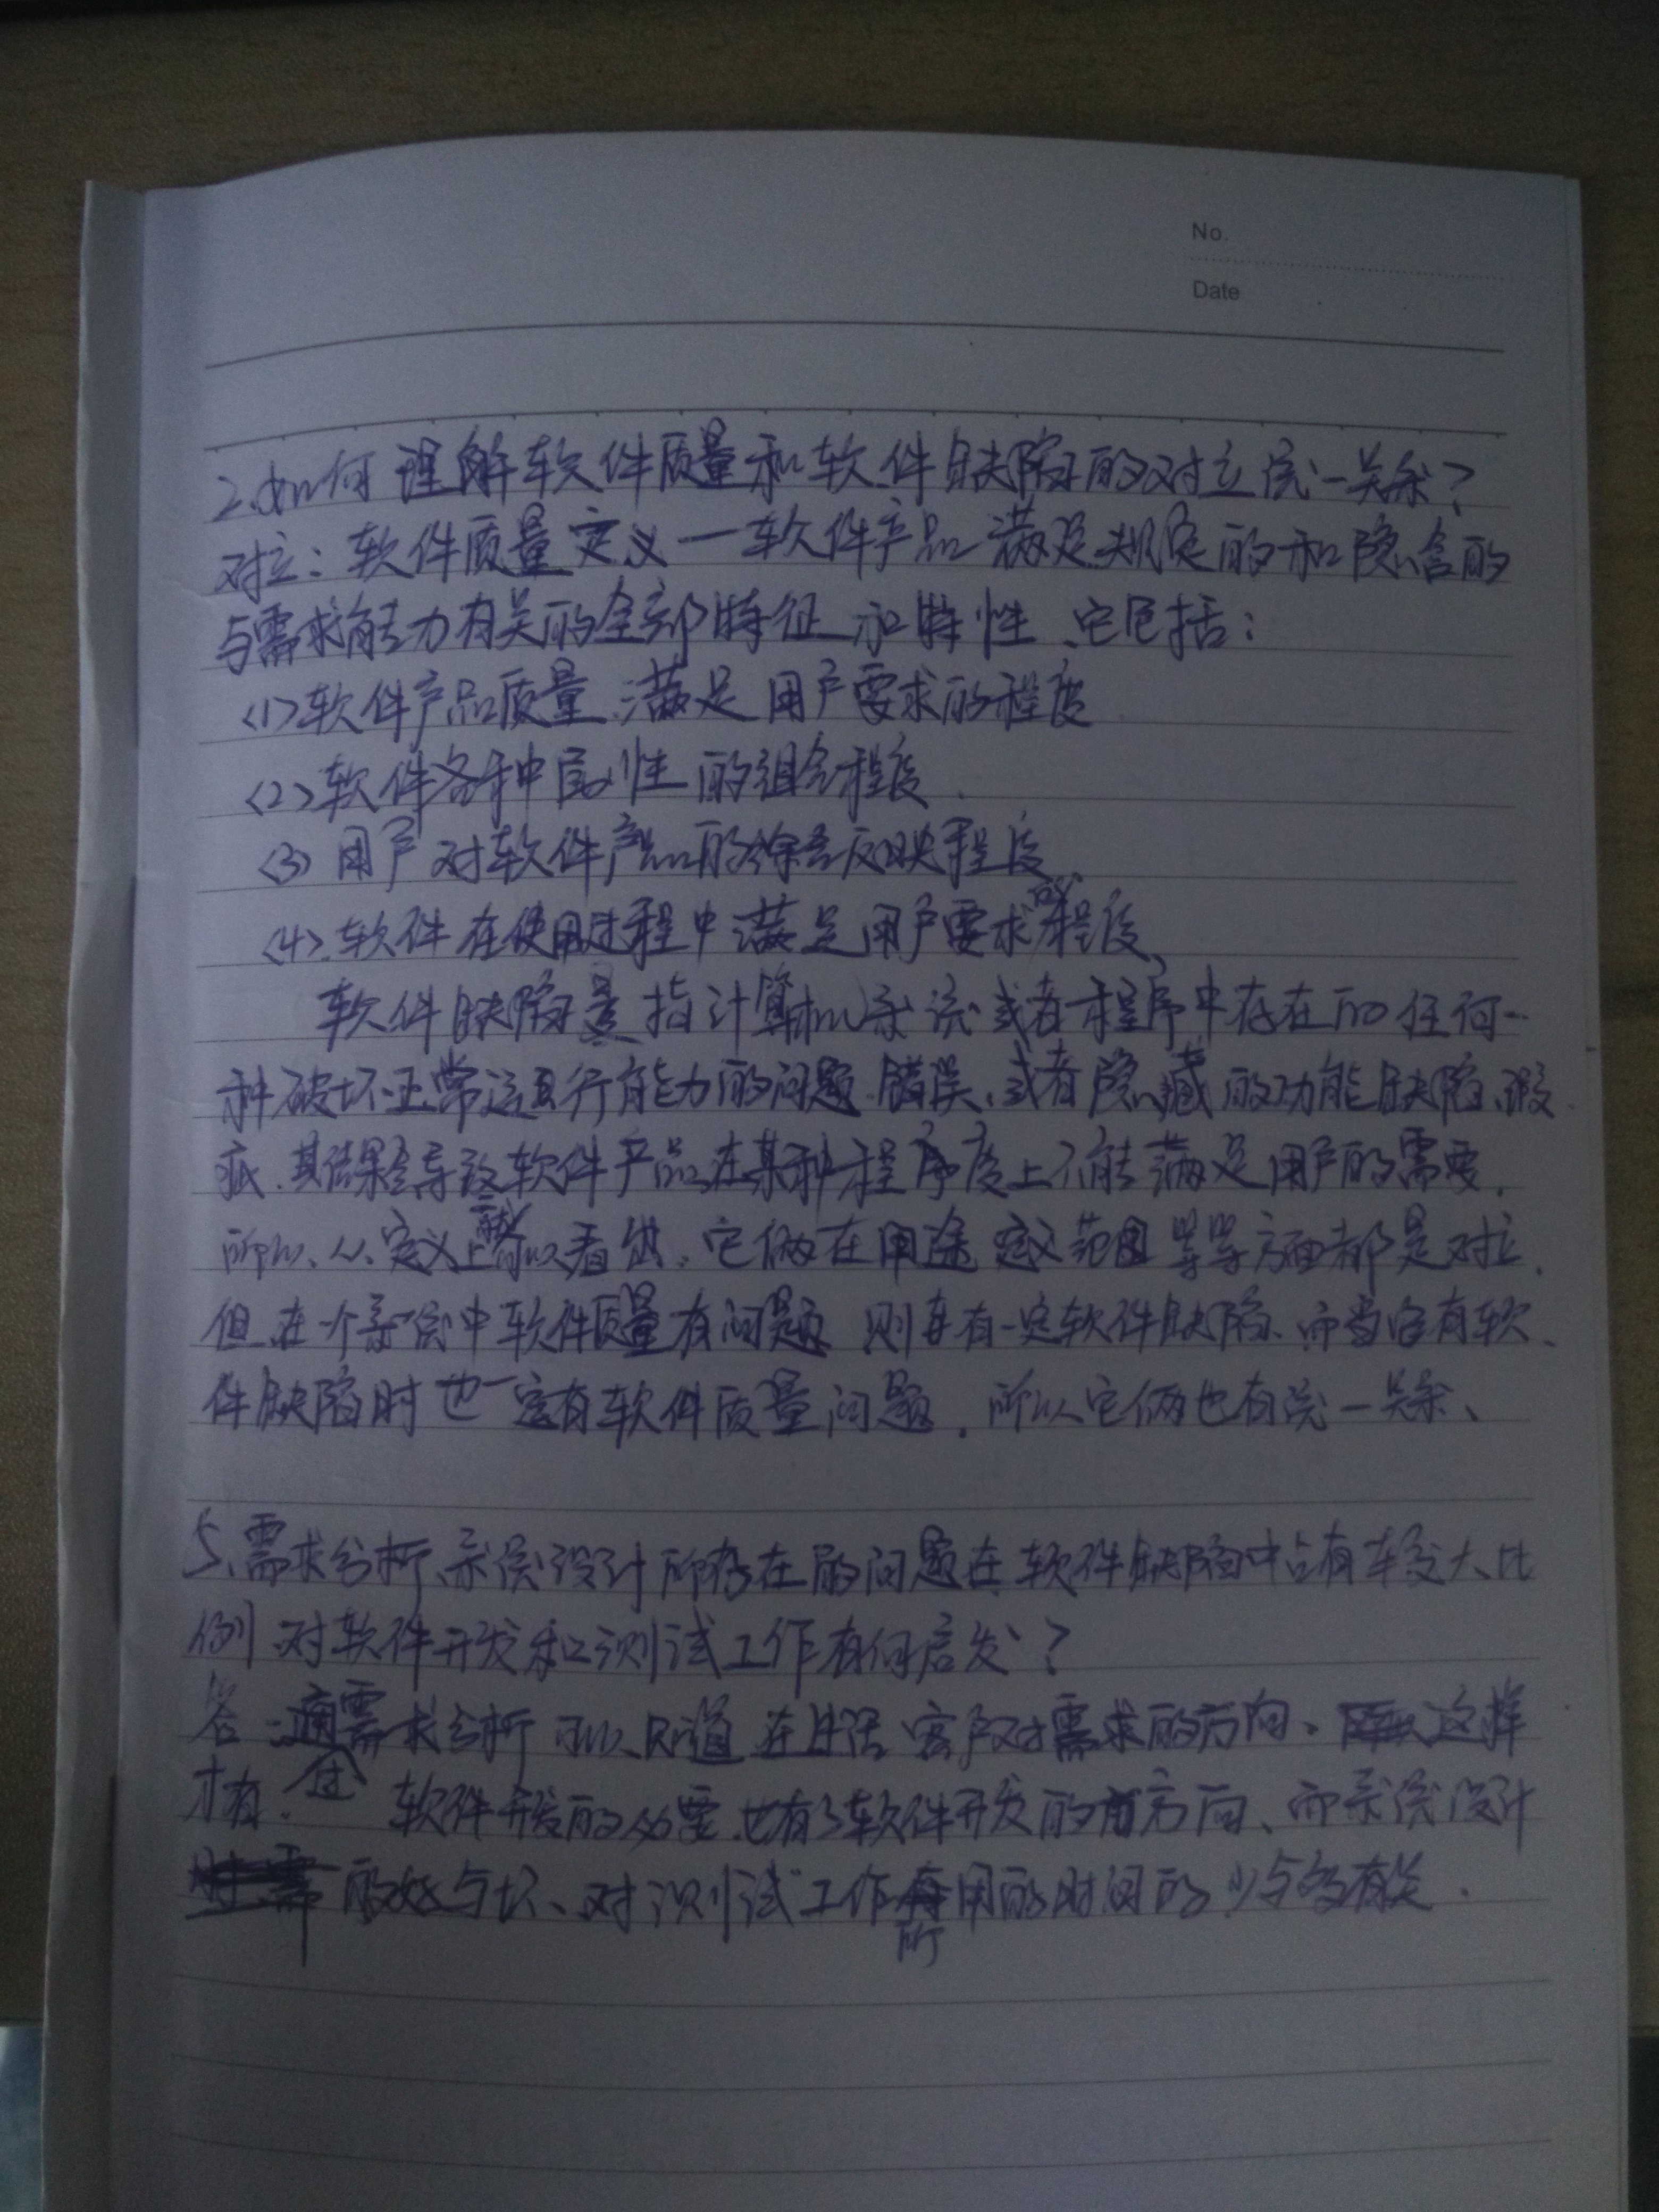 No.
Date
2.如何理解软件质量和软件缺陷的对立统一关系?
对立:软件质量定义一软件产品满足规定的和隐含的
与需求能力有关的全部特征和特性、它包括:
(1)软件产品质量满足用户要求的程度
(2)软件各种属性的组合程度.
(3)用户对软件产品的综合反映程度、
(4).软件在使用过程中满足用户要求的程度、
软件缺陷是指计算机系统或者程序中存在的任何一
种破坏正常运行能力的问题.错误、或者隐藏的功能缺陷、瑕
疵.其结果会导致软件产品在某种程度上不能满足用户的需要.
所以、从定义上就可以看出.它俩在用途定义范围等等方面都是对立.
但在一个系统中软件质量有问题则有一定软件缺陷、而当它有软
件缺陷时也一定有软件质量问题.所以它俩也有统一关系、
5、需求分析、系统设计所存在的问题在软件缺陷中占有较大比
例对软件开发和测试工作有何启发?
答:需求分析可以知道在生活客户对需求的方向、这样
才有软件开发的必要.也有了软件开发的方向、而系统设计
的好与坏、对测试工作所用的时间的少与多有关.